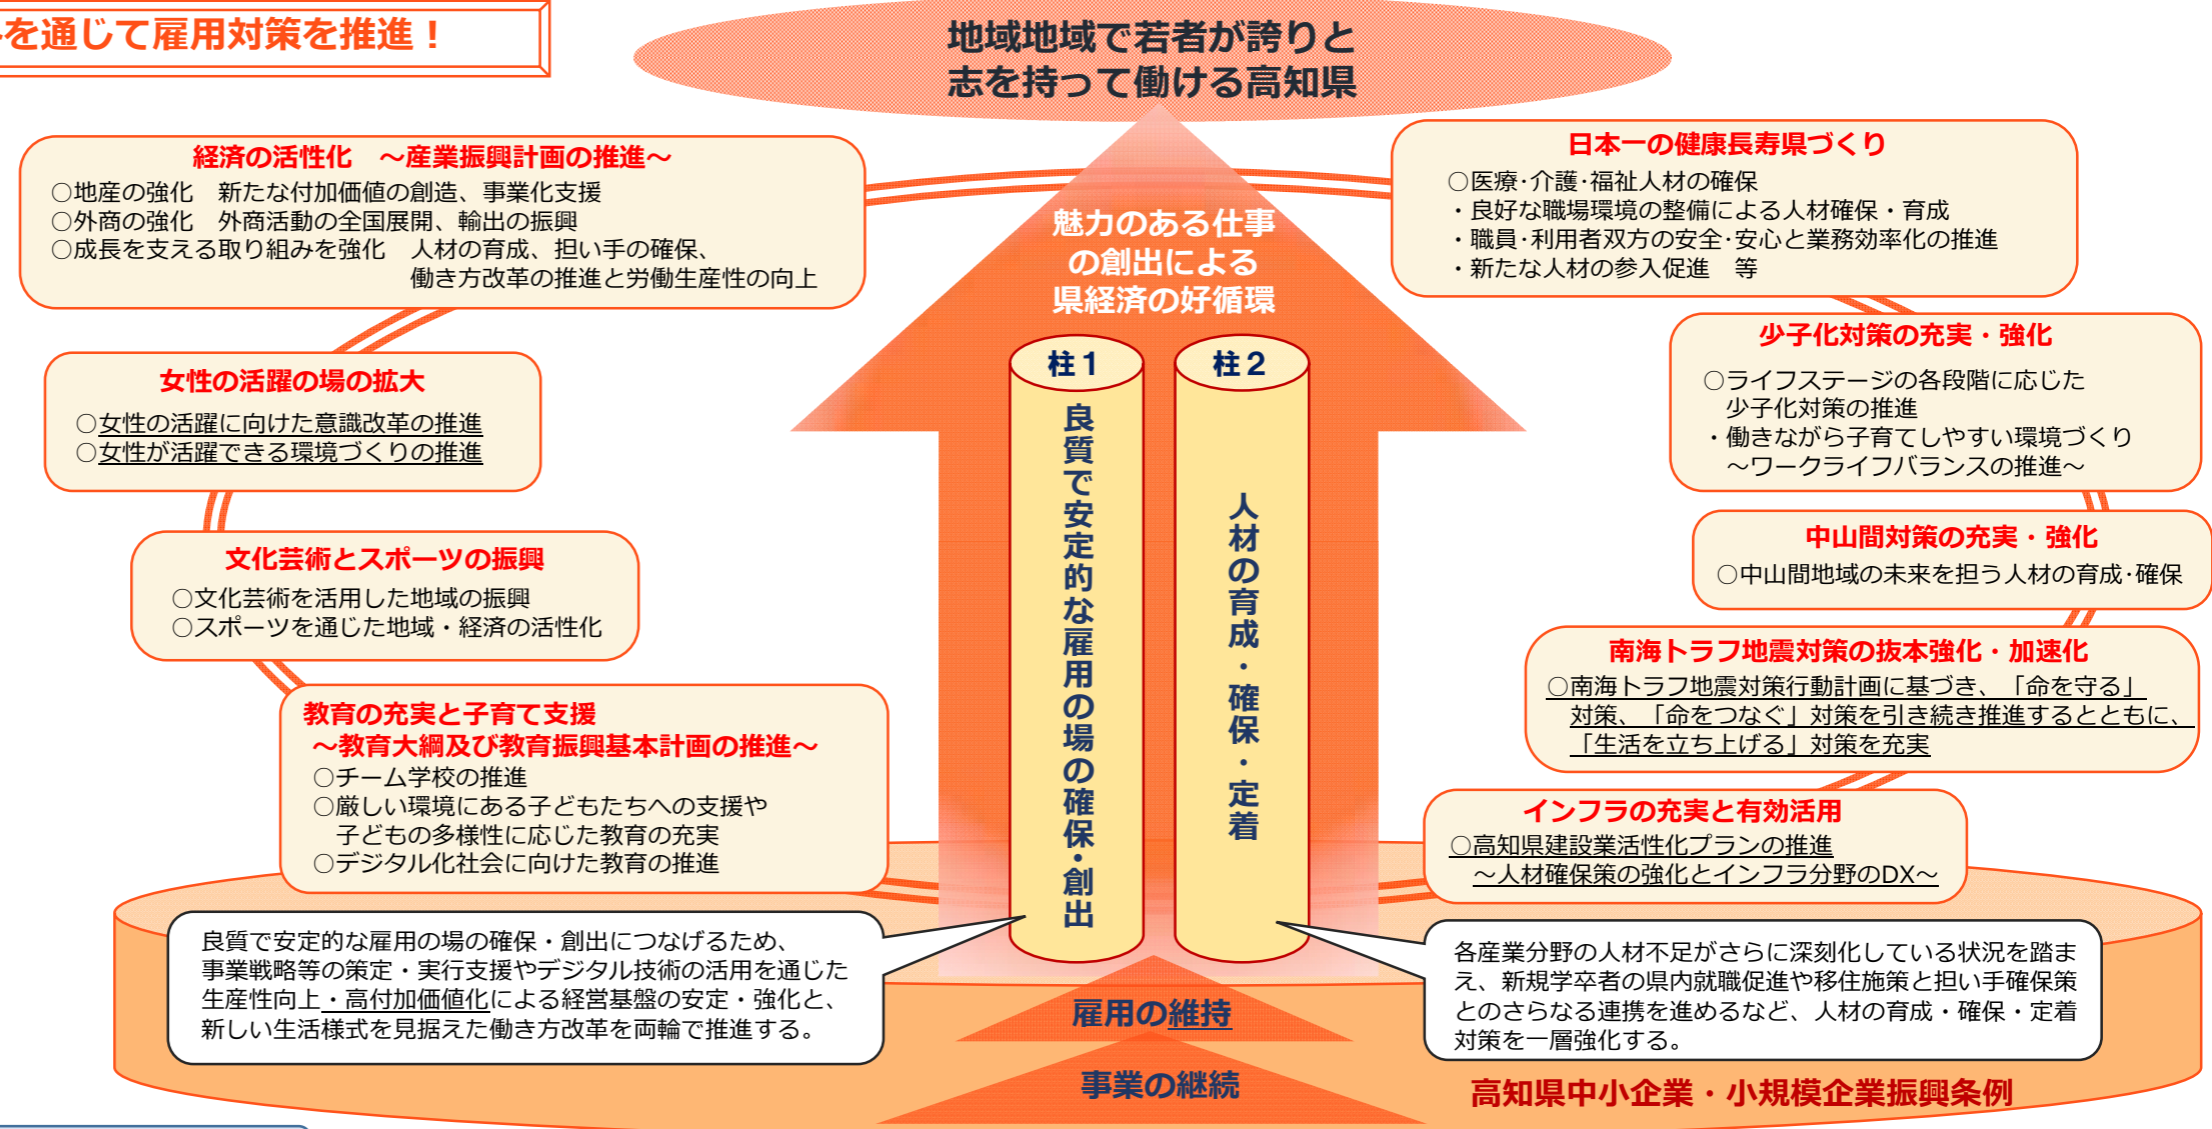 を通じて雇用対策を推進！
地域地域で若者が誇りと
志を持って働ける高知県
経済の活性化　～産業振興計画の推進～
○地産の強化　新たな付加価値の創造、事業化支援
○外商の強化　外商活動の全国展開、輸出の振興
○成長を支える取り組みを強化　人材の育成、担い手の確保、
働き方改革の推進と労働生産性の向上
女性の活躍の場の拡大
○女性の活躍に向けた意識改革の推進
○女性が活躍できる環境づくりの推進
文化芸術とスポーツの振興
○文化芸術を活用した地域の振興
○スポーツを通じた地域・経済の活性化
教育の充実と子育て支援
～教育大綱及び教育振興基本計画の推進～
○チーム学校の推進
○厳しい環境にある子どもたちへの支援や
子どもの多様性に応じた教育の充実
○デジタル化社会に向けた教育の推進
魅力のある仕事
の創出による
県経済の好循環
柱１
良質で安定的な雇用の場の確保・創出
柱２
人材の育成・確保・定着
日本一の健康長寿県づくり
○医療・介護・福祉人材の確保
・良好な職場環境の整備による人材確保・育成
・職員・利用者双方の安全・安心と業務効率化の推進
・新たな人材の参入促進　等
少子化対策の充実・強化
○ライフステージの各段階に応じた
少子化対策の推進
・働きながら子育てしやすい環境づくり
～ワークライフバランスの推進～
中山間対策の充実・強化
○中山間地域の未来を担う人材の育成・確保
南海トラフ地震対策の抜本強化・加速化
○南海トラフ地震対策行動計画に基づき、「命を守る」
対策、「命をつなぐ」対策を引き続き推進するとともに、
「生活を立ち上げる」対策を充実
インフラの充実と有効活用
○高知県建設業活性化プランの推進
～人材確保策の強化とインフラ分野のDX～
良質で安定的な雇用の場の確保・創出につなげるため、
事業戦略等の策定・実行支援やデジタル技術の活用を通じた
生産性向上・高付加価値化による経営基盤の安定・強化と、
新しい生活様式を見据えた働き方改革を両輪で推進する。
各産業分野の人材不足がさらに深刻化している状況を踏ま
え、新規学卒者の県内就職促進や移住施策と担い手確保策
とのさらなる連携を進めるなど、人材の育成・確保・定着
対策を一層強化する。
雇用の維持
事業の継続
高知県中小企業・小規模企業振興条例